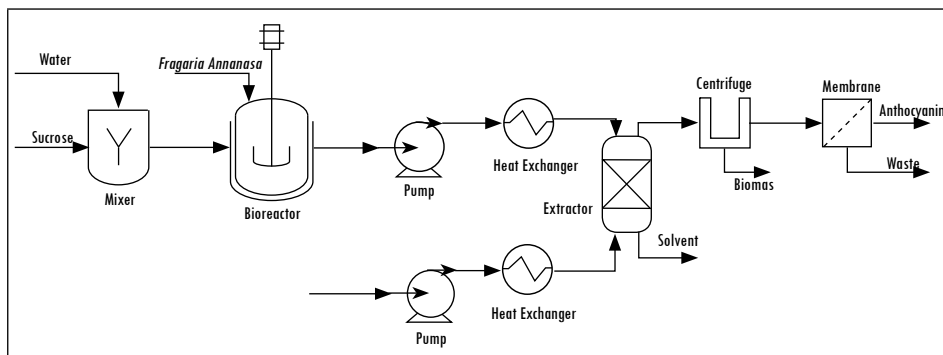 Water
Fragaria Annanasa
Sucrose
Mixer
Bioreactor
Pump
Heat Exchanger
Extractor
Centrifuge
Membrane
Anthocyanin
Waste
Biomas
Solvent
Heat Exchanger
Pump